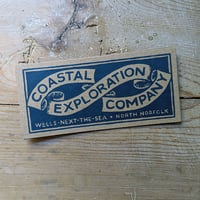 COASTAL
EXPLORATION
COMPANY
WELLS-NEXT-THE-SEA • NORTH NORFOLK